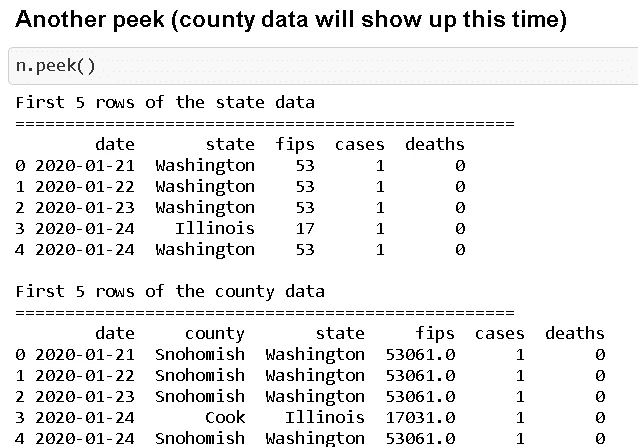 Another peek (county data will show up this time)
n.peek()
First 5 rows of the state data
==================================================
date state fips cases deaths
0 2020-01-21 Washington 53 1 0
1 2020-01-22 Washington 53 1 0
2 2020-01-23 Washington 53 1 0
3 2020-01-24 Illinois 17 1 0
4 2020-01-24 Washington 53 1 0
First 5 rows of the county data
==================================================
date county state fips cases deaths
0 2020-01-21 Snohomish Washington 53061.0 1 0
1 2020-01-22 Snohomish Washington 53061.0 1 0
2 2020-01-23 Snohomish Washington 53061.0 1 0
3 2020-01-24 Cook Illinois 17031.0 1 0
4 2020-01-24 Snohomish Washington 53061.0 1 0